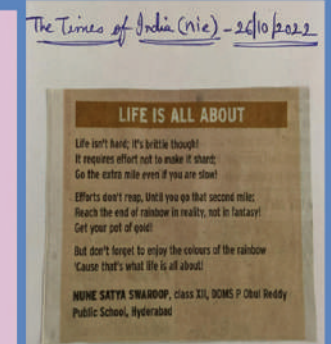 The Times of India (nie) - 26/10/2022
LIFE IS ALL ABOUT
Life isn't hard; it's brittle though!
It requires effort not to make it shard;
Go the extra mile even if you are slow!
Efforts don't reap, Until you go that second mile;
Reach the end of rainbow in reality, not in fantasy!
Get your pot of gold!
But don't forget to enjoy the colours of the rainbow
'Cause that's what life is all about!
NUNE SATYA SWAROOP, class XII, DDMS P Obul Reddy
Public School, Hyderabad